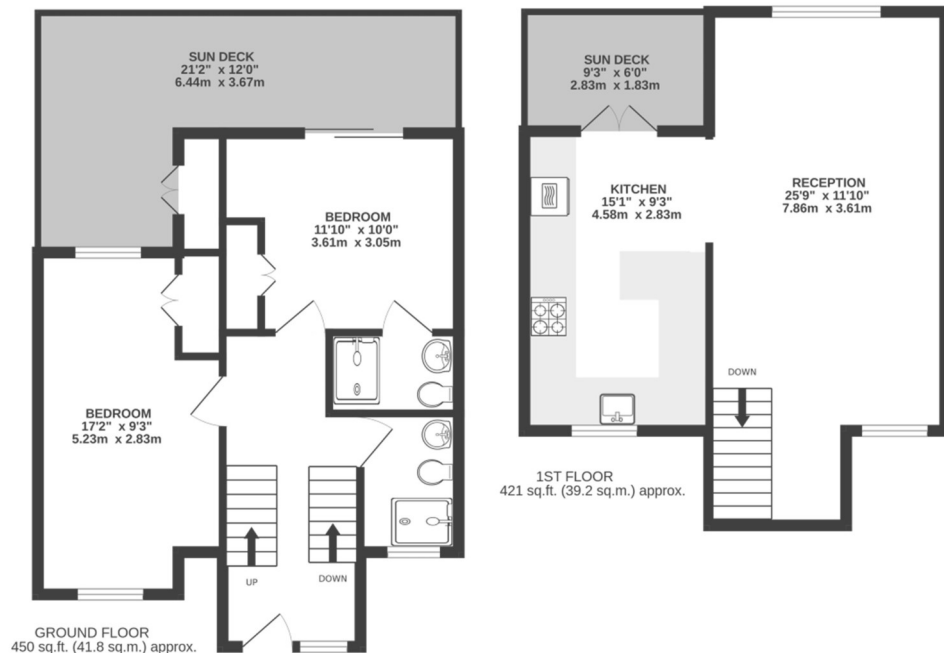 SUN DECK
21'2" x 12'0"
6.44m x 3.67m
BEDROOM
11'10" x 10'0"
3.61m x 3.05m
BEDROOM
17'2" x 9'3"
5.23m x 2.83m
UP
DOWN
GROUND FLOOR
450 sq.ft. (41.8 sq.m.) approx.
SUN DECK
9'3" x 6'0"
2.83m x 1.83m
KITCHEN
15'1" x 9'3"
4.58m x 2.83m
RECEPTION
25'9" x 11'10"
7.86m x 3.61m
DOWN
1ST FLOOR
421 sq.ft. (39.2 sq.m.) approx.